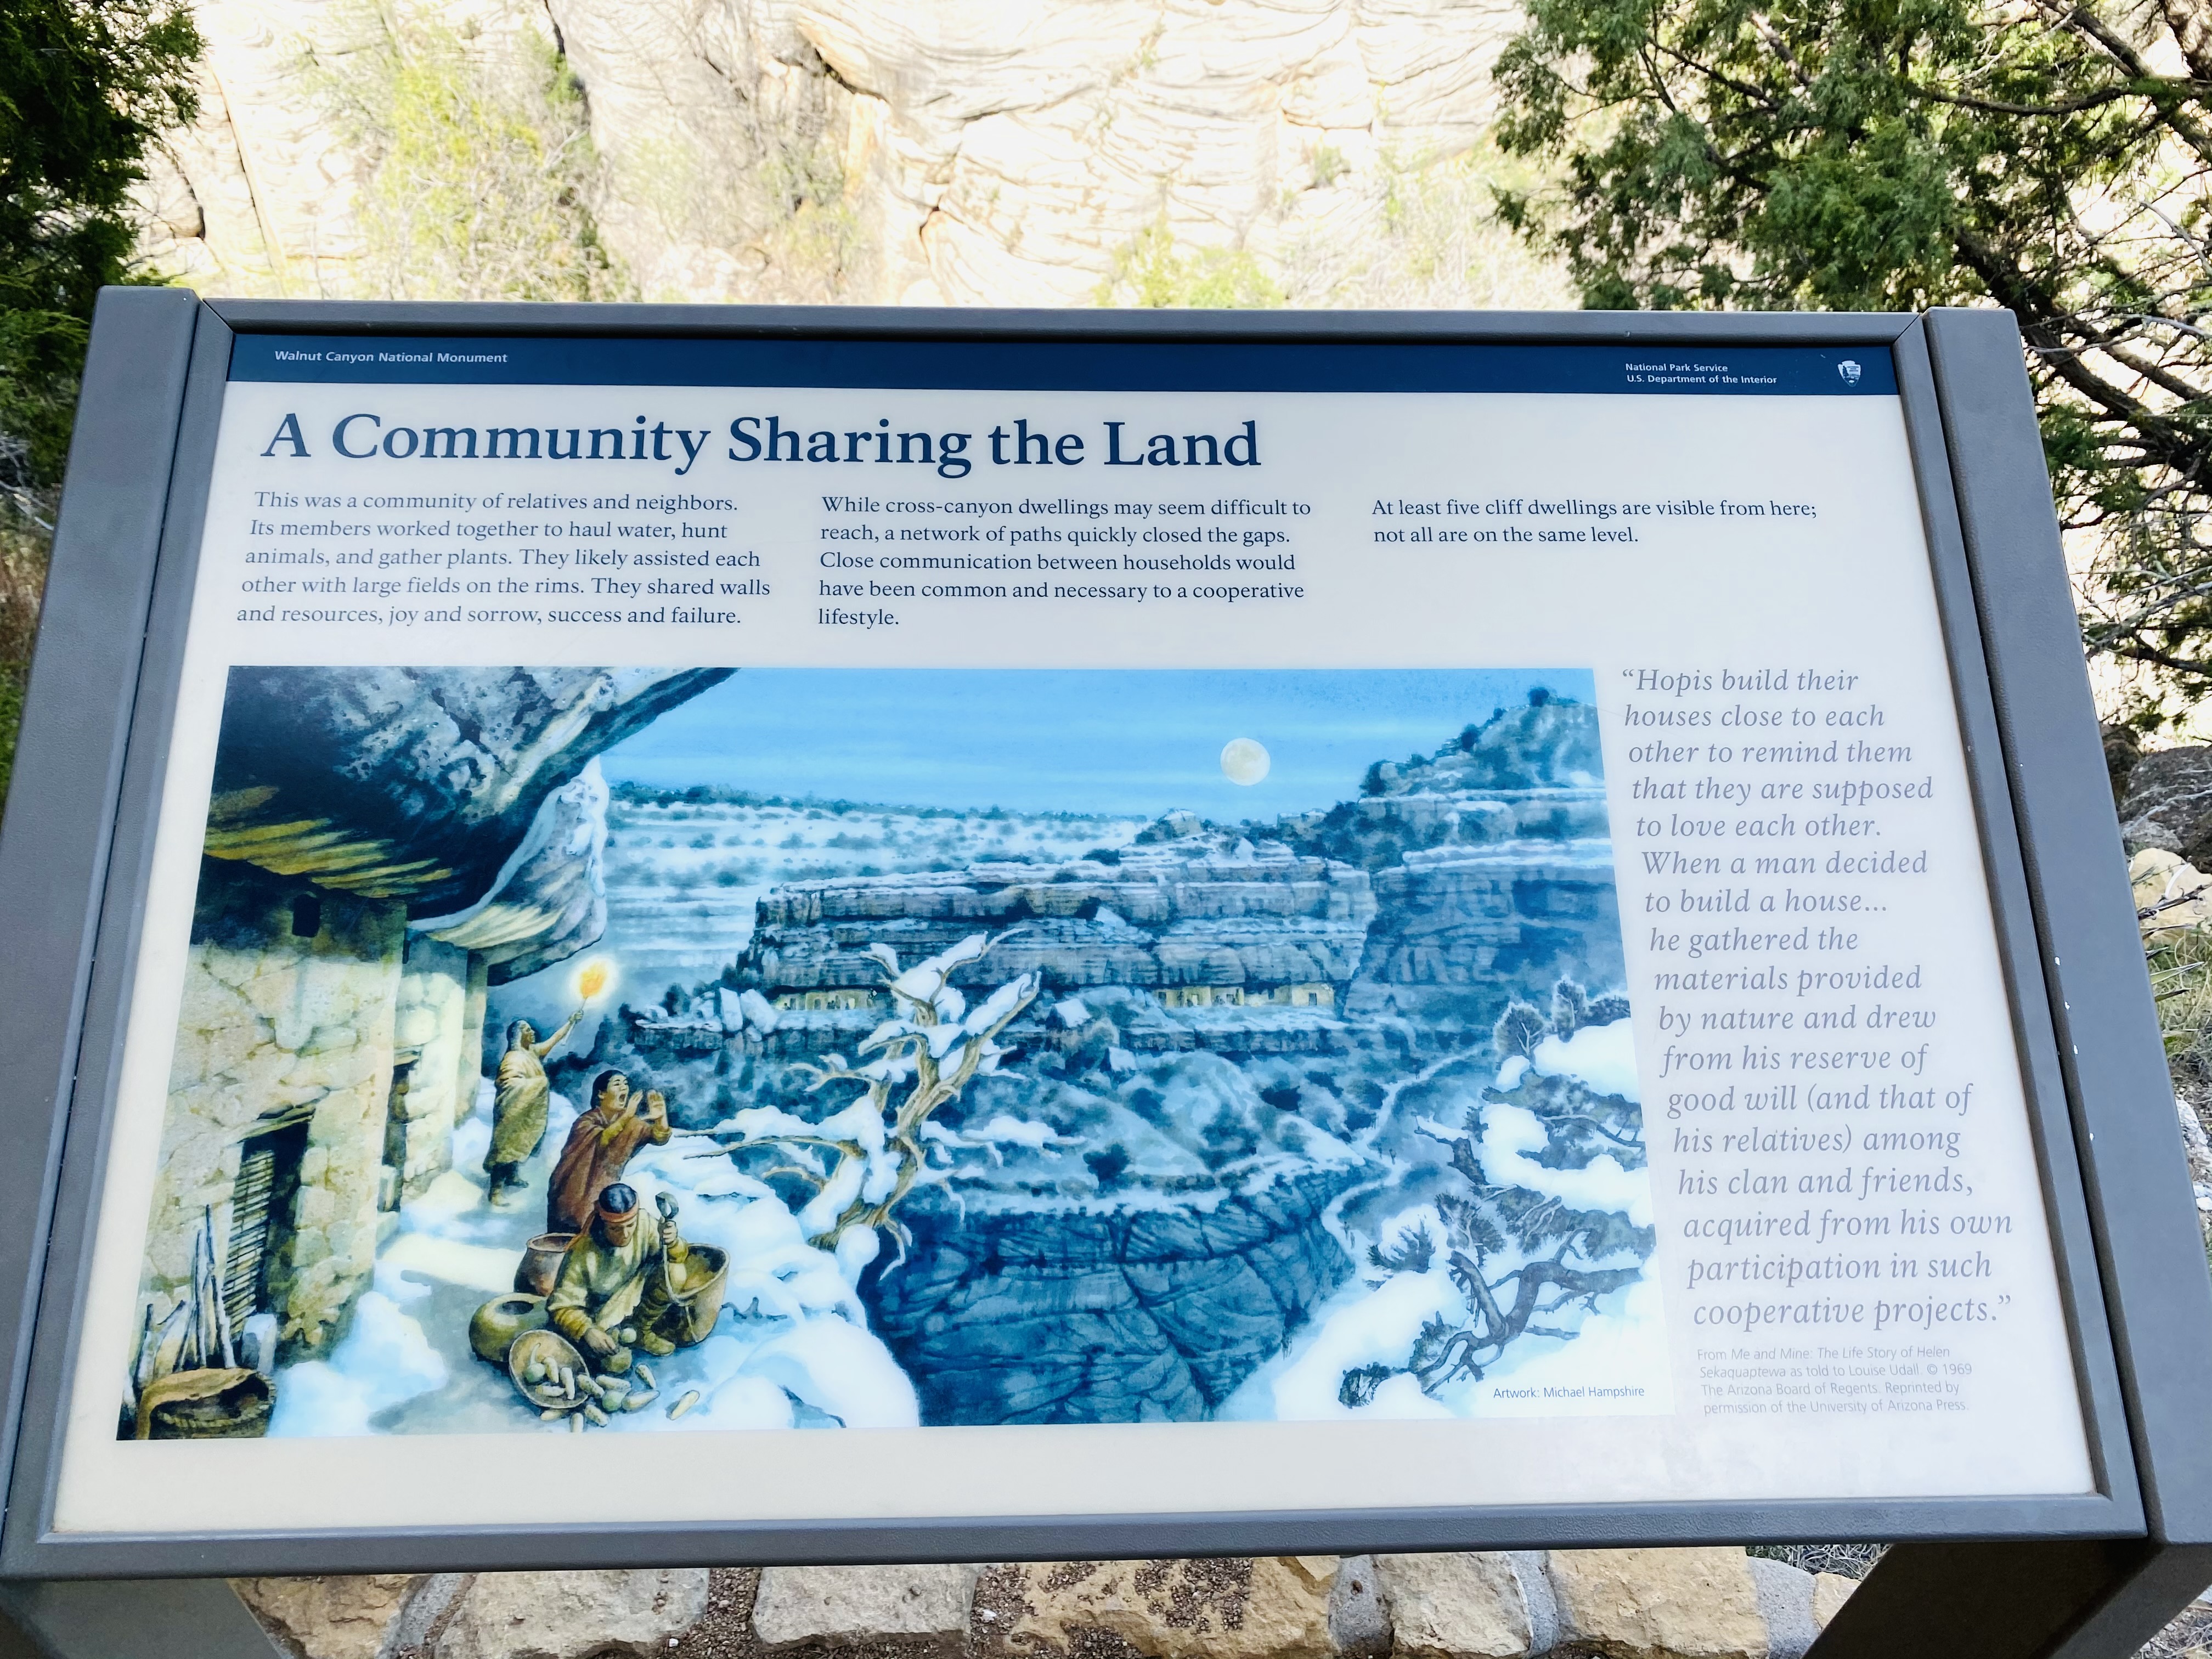 Walnut Canyon National Monument
National Park Service
U.S. Department of the Interior
A Community Sharing the Land
This was a community of relatives and neighbors.
Its members worked together to haul water, hunt
animals, and gather plants. They likely assisted each
other with large fields on the rims. They shared walls
and resources, joy and sorrow, success and failure.
While cross-canyon dwellings may seem difficult to
reach, a network of paths quickly closed the gaps.
Close communication between households would
have been common and necessary to a cooperative
lifestyle.
At least five cliff dwellings are visible from here;
not all are on the same level.
“Hopis build their
houses close to each
other to remind them
that they are supposed
to love each other.
When a man decided
to build a house...
he gathered the
materials provided
by nature and drew
from his reserve of
good will (and that of
his relatives) among
his clan and friends,
acquired from his own
participation in such
cooperative projects.”
From Me and Mine: The Life Story of Helen
Sekaquaptewa as told to Louise Udall. © 1969
The Arizona Board of Regents. Reprinted by
permission of the University of Arizona Press.
Artwork: Michael Hampshire